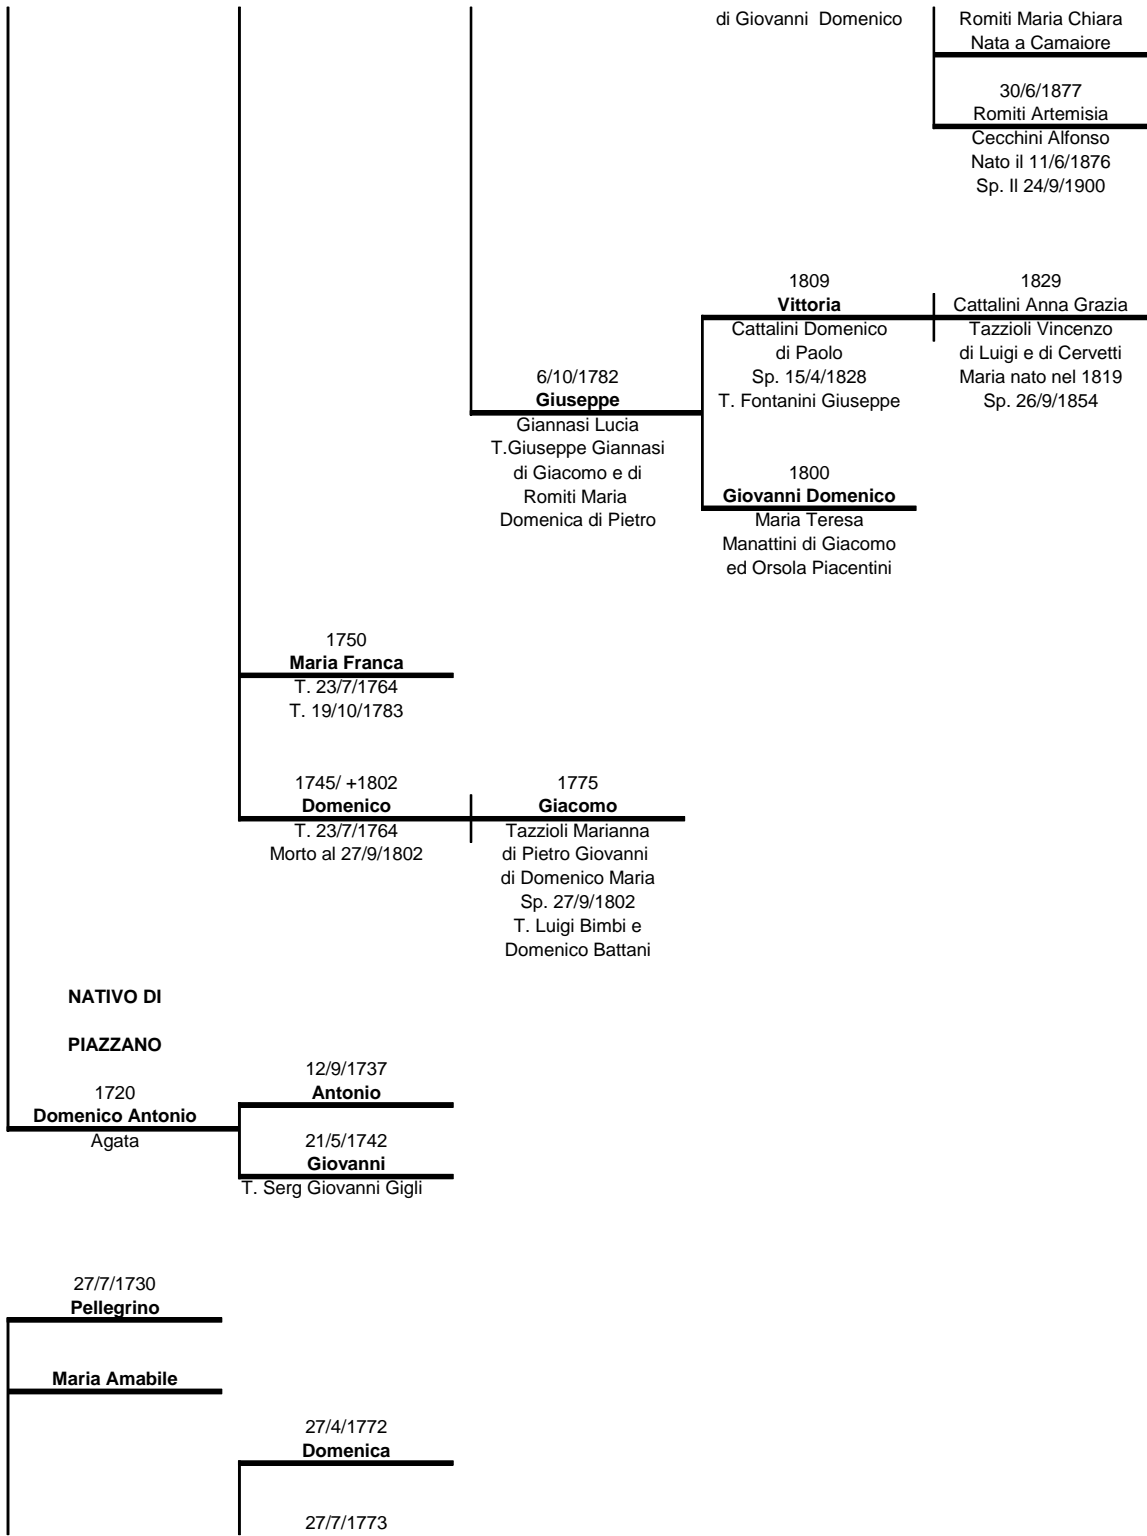 di Giovanni  Domenico
Romiti Maria Chiara
Nata a Camaiore
30/6/1877
Romiti Artemisia
Cecchini Alfonso
Nato il 11/6/1876
Sp. Il 24/9/1900
1809
Vittoria
Cattalini Domenico
di Paolo
Sp. 15/4/1828
T. Fontanini Giuseppe
1829
Cattalini Anna Grazia
Tazzioli Vincenzo
di Luigi e di Cervetti
Maria nato nel 1819
Sp. 26/9/1854
6/10/1782
Giuseppe
Giannasi Lucia
T.Giuseppe Giannasi
di Giacomo e di
Romiti Maria
Domenica di Pietro
1800
Giovanni Domenico
Maria Teresa
Manattini di Giacomo
ed Orsola Piacentini
1750
Maria Franca
T. 23/7/1764
T. 19/10/1783
1745/ +1802
Domenico
T. 23/7/1764
Morto al 27/9/1802
1775
Giacomo
Tazzioli Marianna
di Pietro Giovanni
di Domenico Maria
Sp. 27/9/1802
T. Luigi Bimbi e
Domenico Battani
NATIVO DI
PIAZZANO
1720
Domenico Antonio
Agata
12/9/1737
Antonio
21/5/1742
Giovanni
T. Serg Giovanni Gigli
27/7/1730
Pellegrino
Maria Amabile
27/4/1772
Domenica
27/7/1773